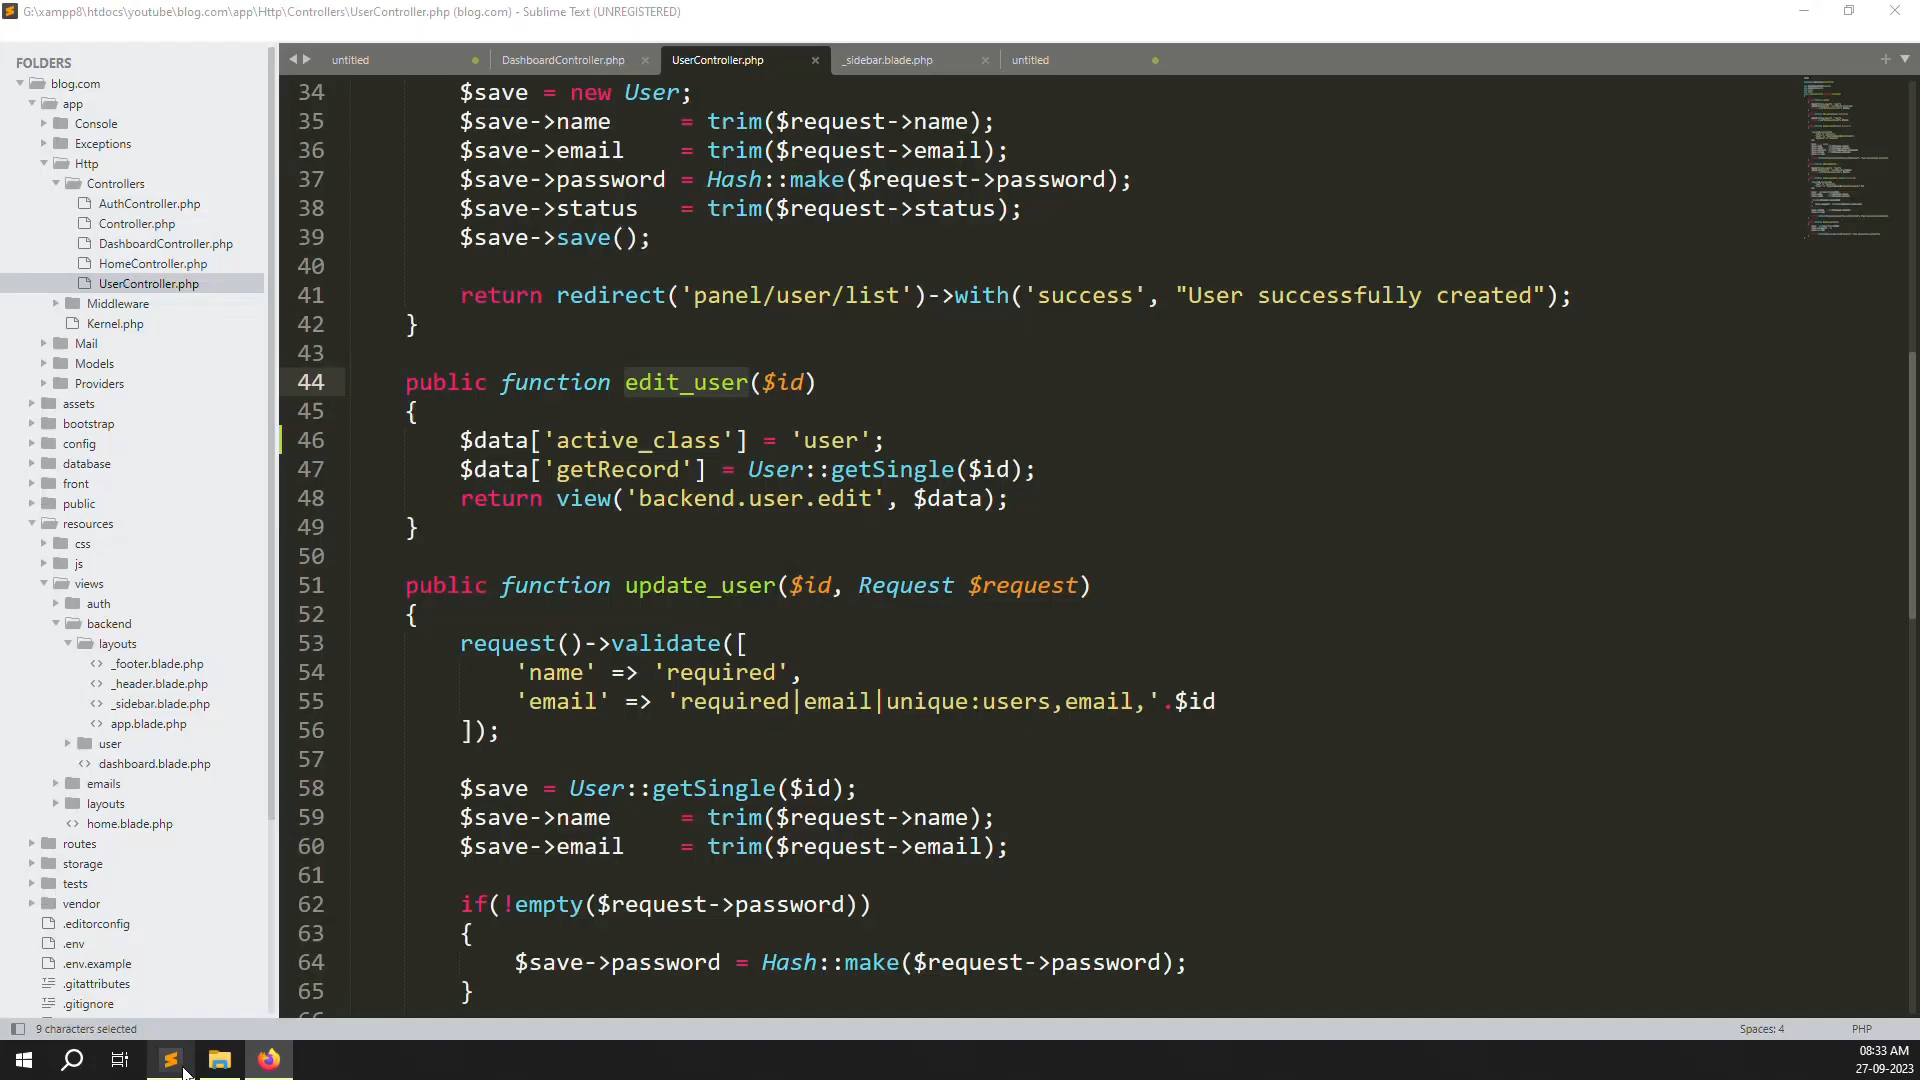 G:\xampp8\htdocs\youtube\blog.com\app\Http\Controllers\UserController.php (blog.com) - Sublime Text (UNREGISTERED)
FOLDERS
blog.com
app
Console
Exceptions
Http
Controllers
AuthController.php
Controller.php
DashboardController.php
HomeController.php
UserController.php
Middleware
Kernel.php
Mail
Models
Providers
assets
bootstrap
config
database
front
public
resources
css
js
views
auth
backend
layouts
_footer.blade.php
_header.blade.php
_sidebar.blade.php
app.blade.php
user
dashboard.blade.php
emails
layouts
home.blade.php
routes
storage
tests
vendor
.editorconfig
.env
.env.example
.gitattributes
.gitignore
untitled
DashboardController.php
UserController.php
_sidebar.blade.php
untitled
34 $save = new User;
35 $save->name = trim($request->name);
36 $save->email = trim($request->email);
37 $save->password = Hash::make($request->password);
38 $save->status = trim($request->status);
39 $save->save();
40
41 return redirect('panel/user/list')->with('success', "User successfully created");
42 }
43
44 public function edit_user($id)
45 {
46 $data['active_class'] = 'user';
47 $data['getRecord'] = User::getSingle($id);
48 return view('backend.user.edit', $data);
49 }
50
51 public function update_user($id, Request $request)
52 {
53 request()->validate([
54 'name' => 'required',
55 'email' => 'required|email|unique:users,email,'.$id
56 ]);
57
58 $save = User::getSingle($id);
59 $save->name = trim($request->name);
60 $save->email = trim($request->email);
61
62 if(!empty($request->password))
63 {
64 $save->password = Hash::make($request->password);
65 }
9 characters selected
Spaces: 4
PHP
08:33 AM
27-09-2023